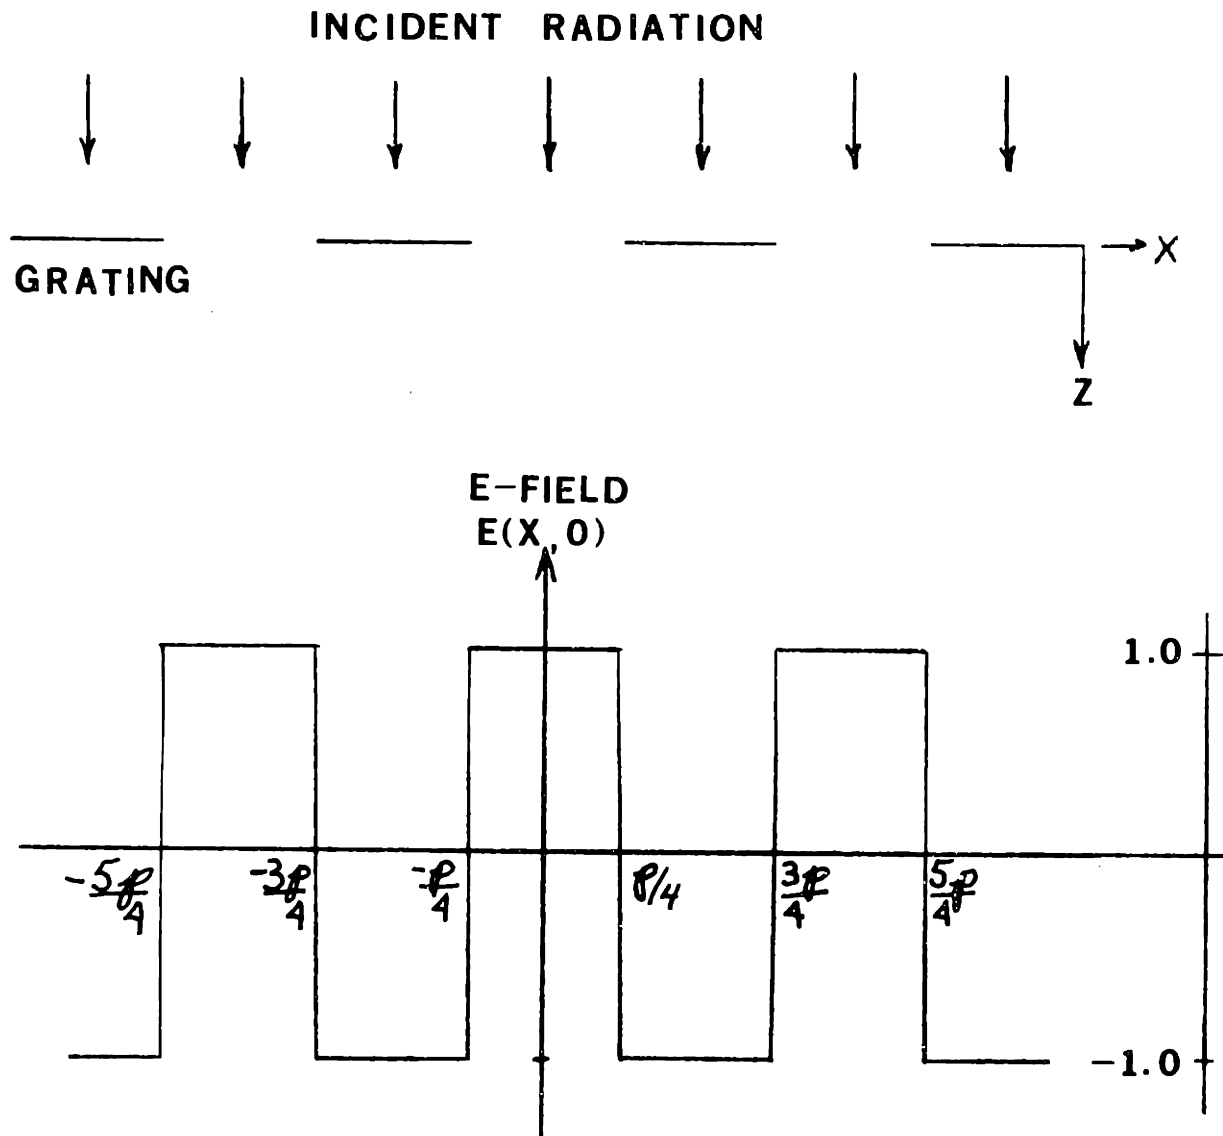 INCIDENT RADIATION
X
GRATING
Z
E-FIELD
E(X,0)
1.0
-5p/4 -3p/4 -p/4 p/4 3p/4 5p/4
-1.0